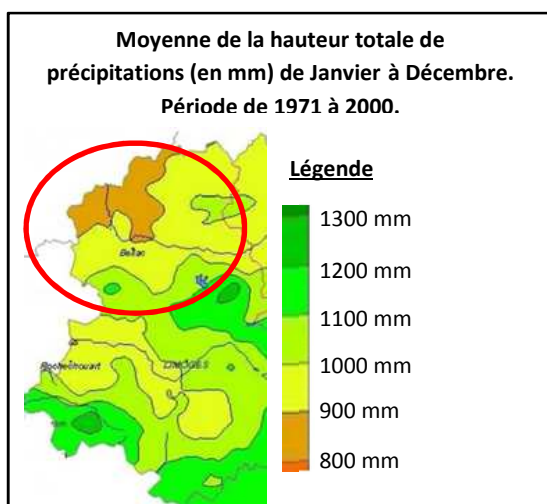 Moyenne de la hauteur totale de
précipitations (en mm) de Janvier à Décembre.
Période de 1971 à 2000.
Légende
1300 mm
1200 mm
1100 mm
1000 mm
900 mm
800 mm
Bellac
Rochechouart
LIMOGES